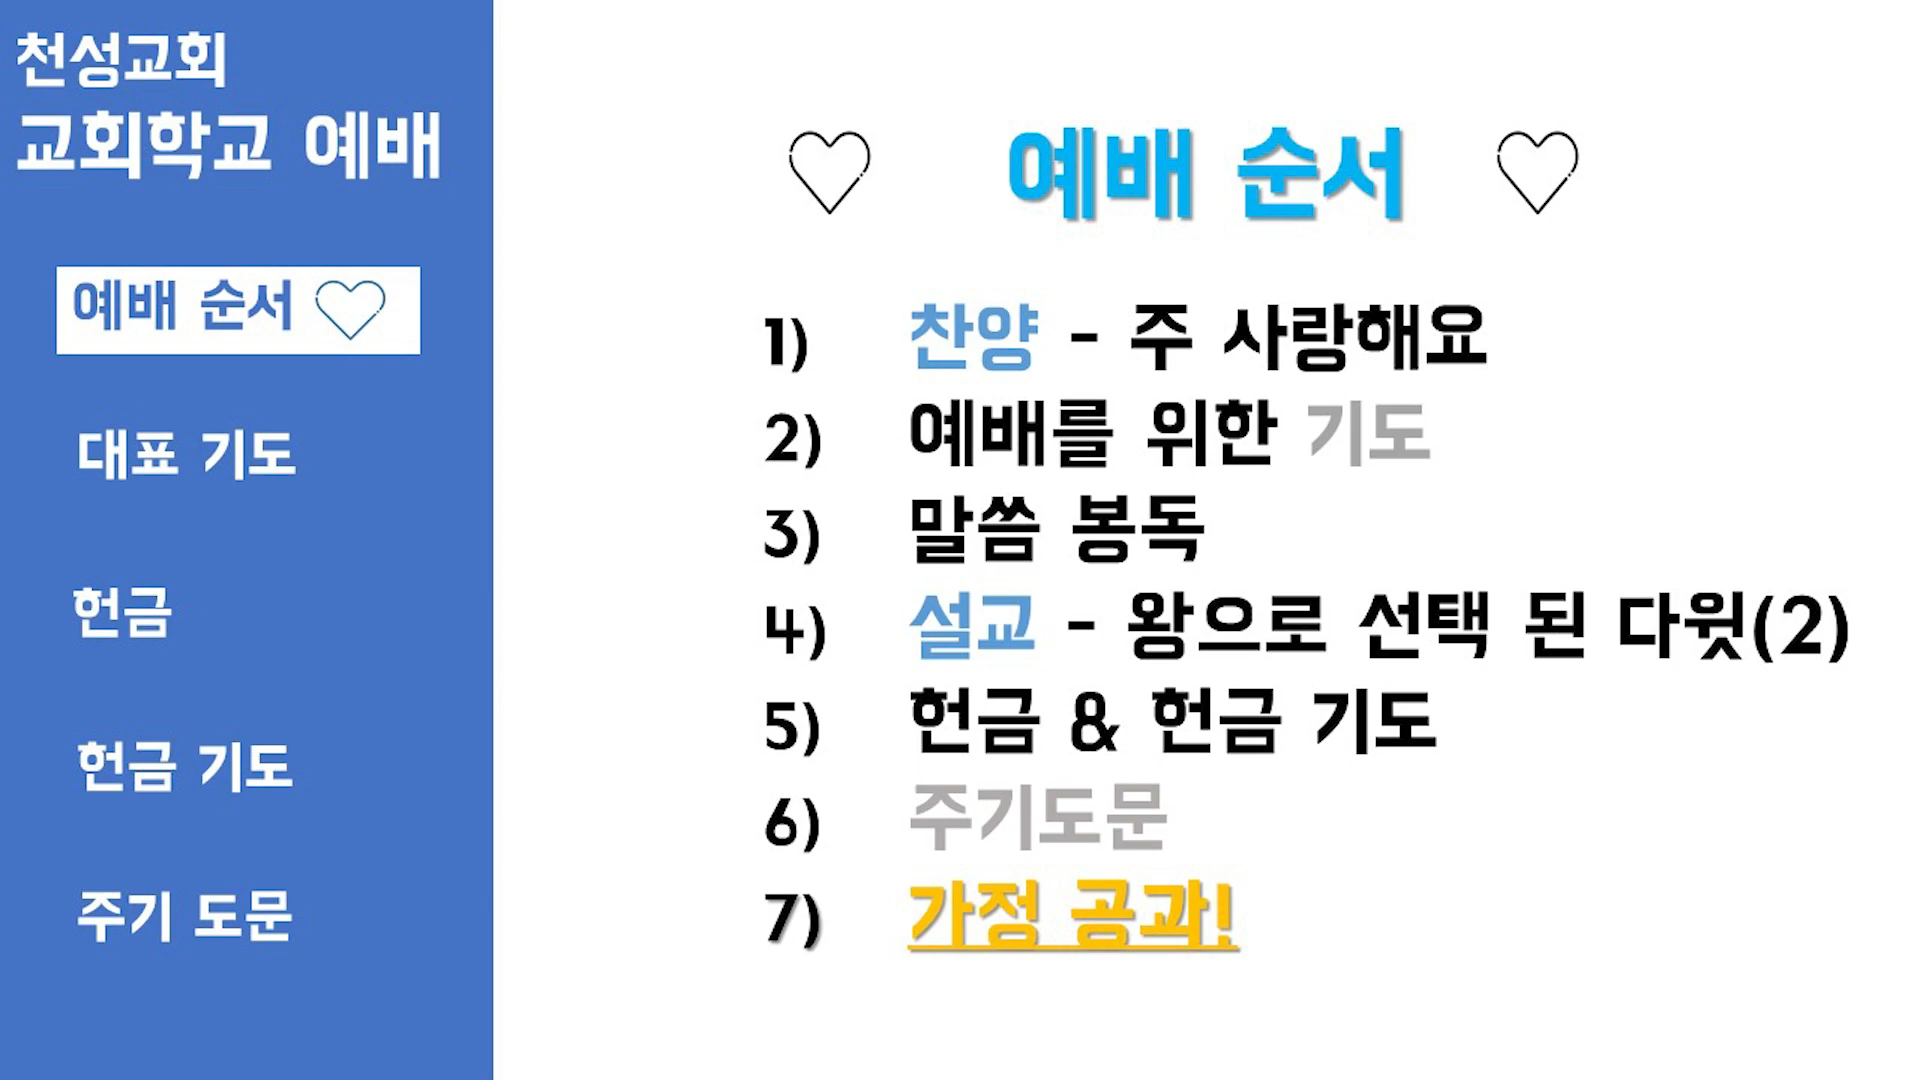 천성교회
교회학교 예배
예배 순서
대표 기도
헌금
헌금 기도
주기 도문
예배 순서
1) 찬양 - 주 사랑해요
2) 예배를 위한 기도
3) 말씀 봉독
4) 설교 - 왕으로 선택 된 다윗(2)
5) 헌금 & 헌금 기도
6) 주기도문
7) 가정 공과!